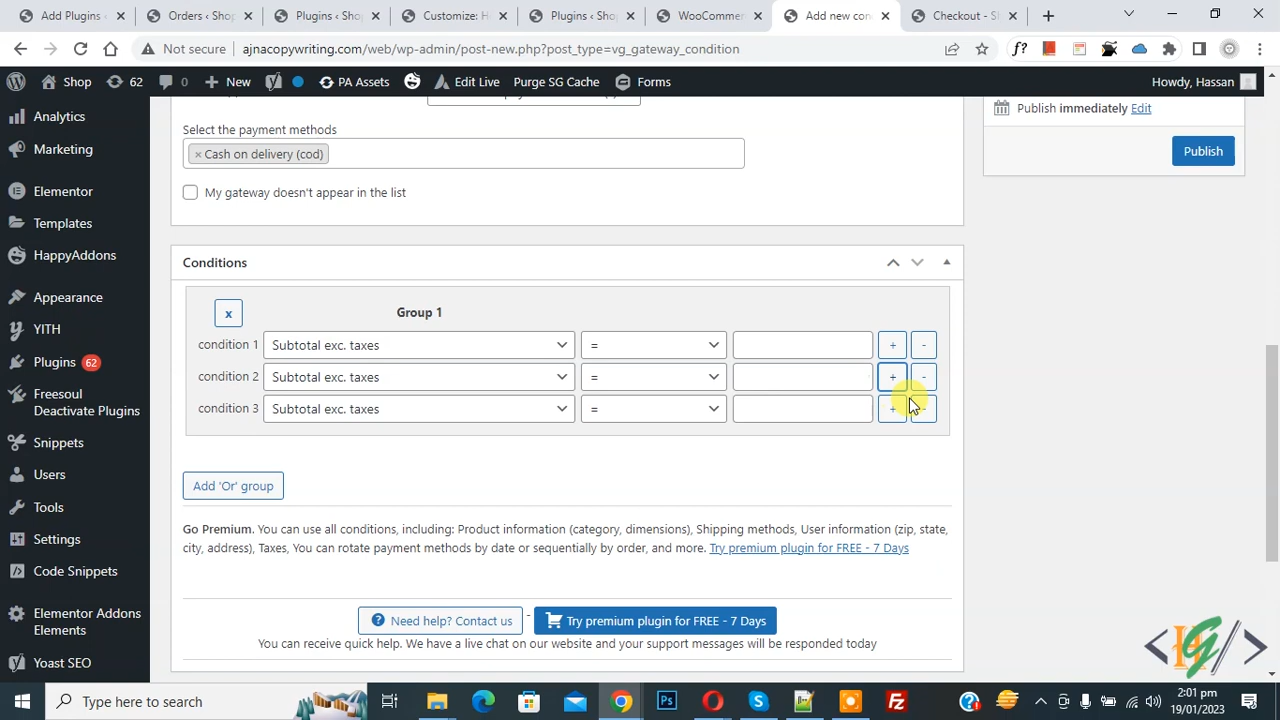 Add Plugins ‹
Orders ‹ Shop
Plugins ‹ Shop
Customize: H
Plugins ‹ Shop
WooCommer
Add new con
Checkout - S
Not secure
ajnacopywriting.com/web/wp-admin/post-new.php?post_type=vg_gateway_condition
f?
Shop
62
0
New
PA Assets
Edit Live
Purge SG Cache
Forms
Howdy, Hassan
Analytics
Marketing
Elementor
Templates
HappyAddons
Appearance
YITH
Plugins 62
Freesoul
Deactivate Plugins
Snippets
Users
Tools
Settings
Code Snippets
Elementor Addons
Elements
Yoast SEO
Select the payment methods
× Cash on delivery (cod)
My gateway doesn't appear in the list
Publish immediately Edit
Publish
Conditions
x
Group 1
condition 1 Subtotal exc. taxes = + -
condition 2 Subtotal exc. taxes = + -
condition 3 Subtotal exc. taxes = + -
Add 'Or' group
Go Premium. You can use all conditions, including: Product information (category, dimensions), Shipping methods, User information (zip, state,
city, address), Taxes, You can rotate payment methods by date or sequentially by order, and more. Try premium plugin for FREE - 7 Days
Need help? Contact us - Try premium plugin for FREE - 7 Days
You can receive quick help. We have a live chat on our website and your support messages will be responded today
Type here to search
Ps
Fz
2:01 pm
19/01/2023